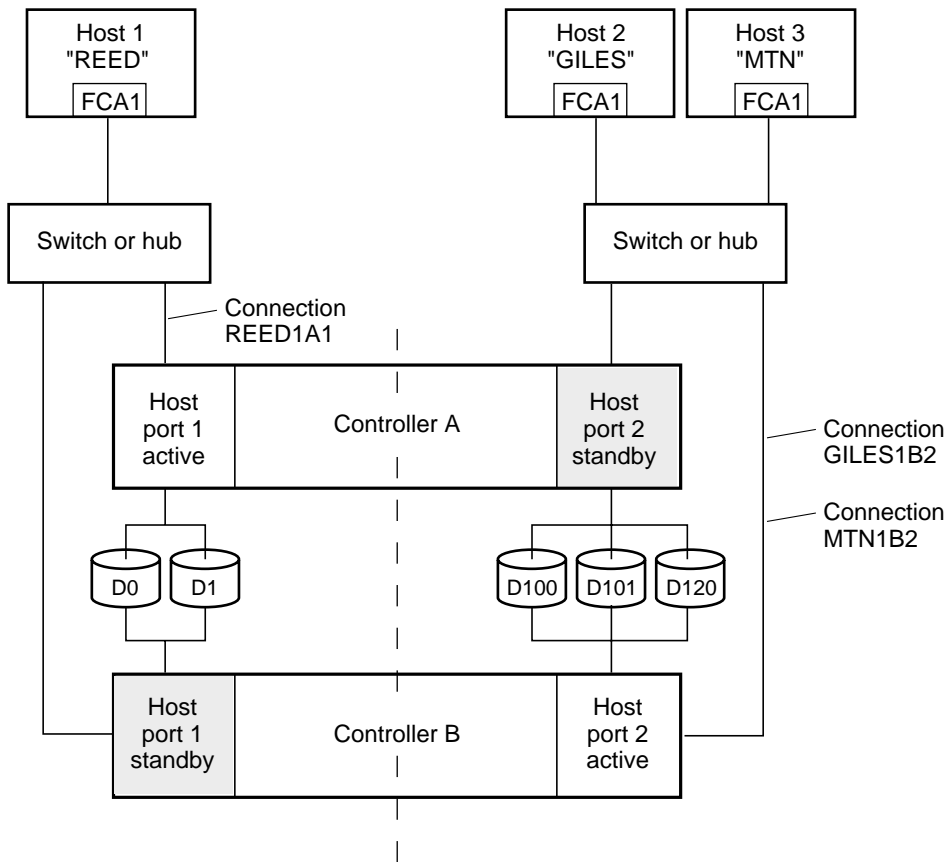 Host 1
"REED"
FCA1
Host 2
"GILES"
FCA1
Host 3
"MTN"
FCA1
Switch or hub
Switch or hub
Connection
REED1A1
Host
port 1
active
Controller A
Host
port 2
standby
Connection
GILES1B2
Connection
MTN1B2
D0
D1
D100
D101
D120
Host
port 1
standby
Controller B
Host
port 2
active